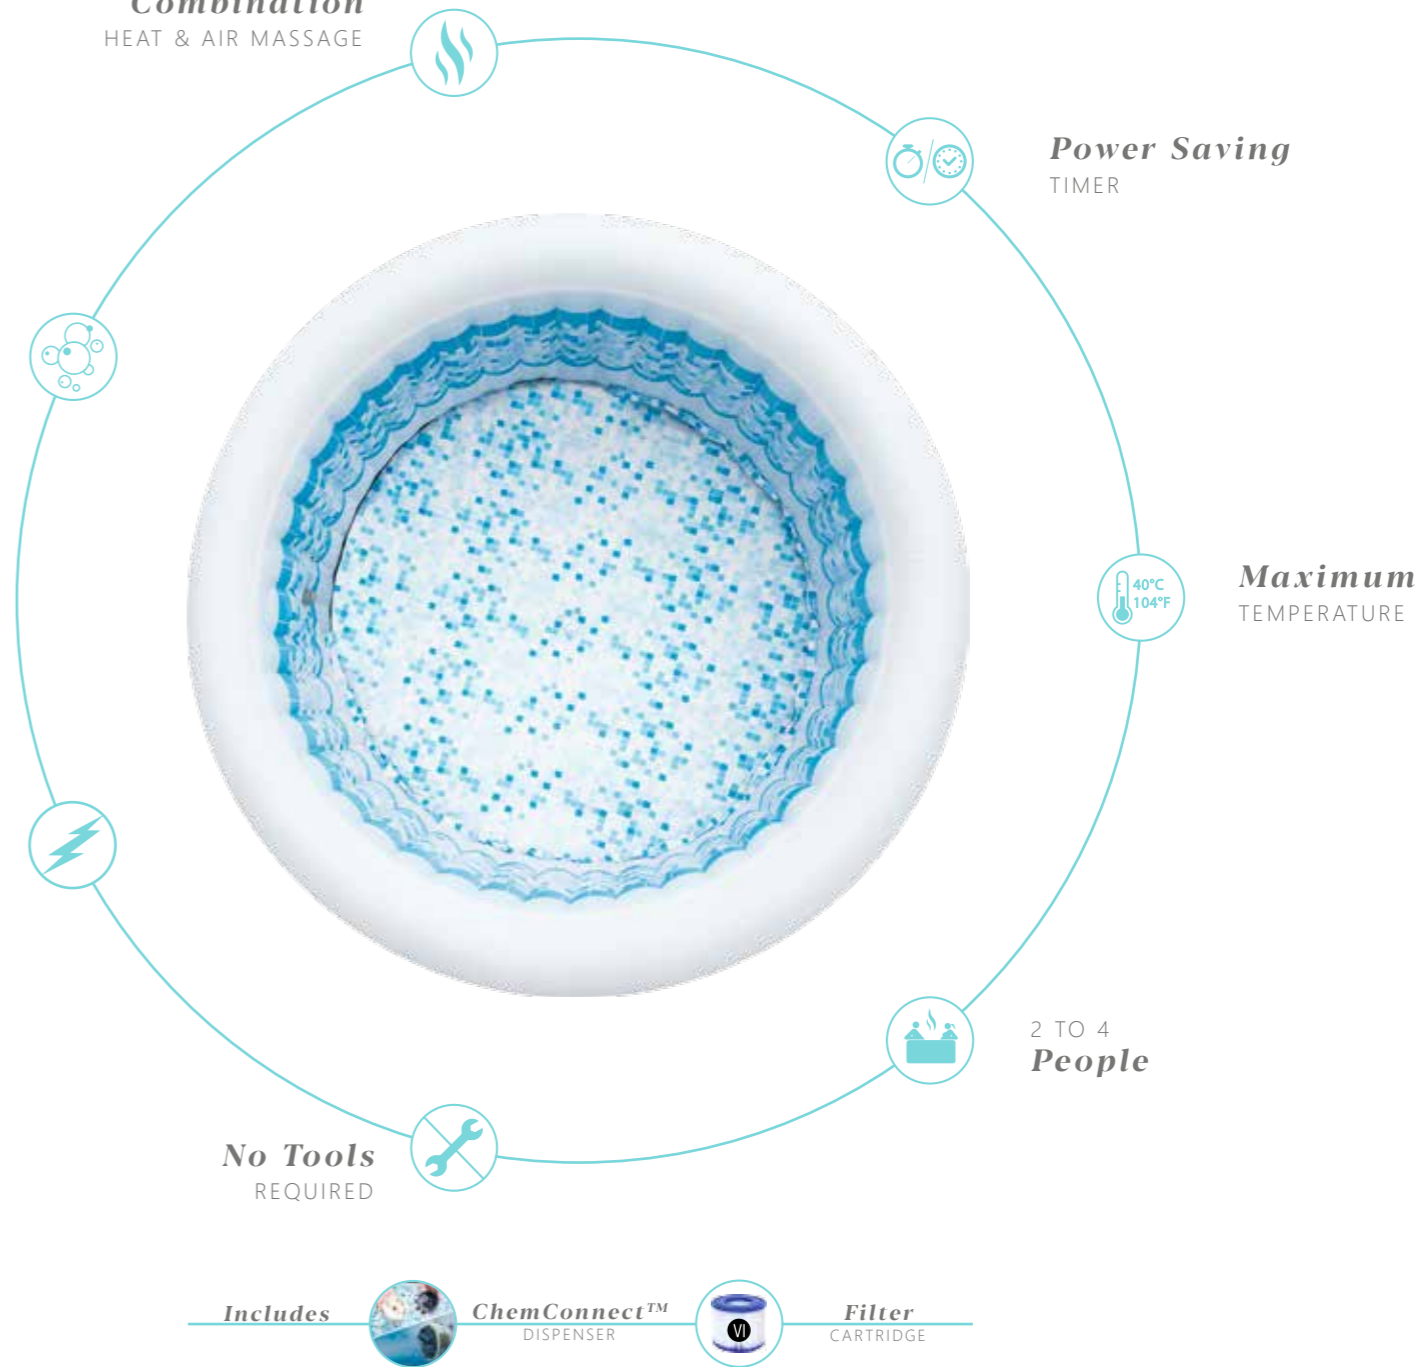 Combination
HEAT & AIR MASSAGE
Power Saving
TIMER
40°C
104°F
Maximum
TEMPERATURE
2 TO 4
People
No Tools
REQUIRED
Includes
ChemConnect™
DISPENSER
VI
Filter
CARTRIDGE